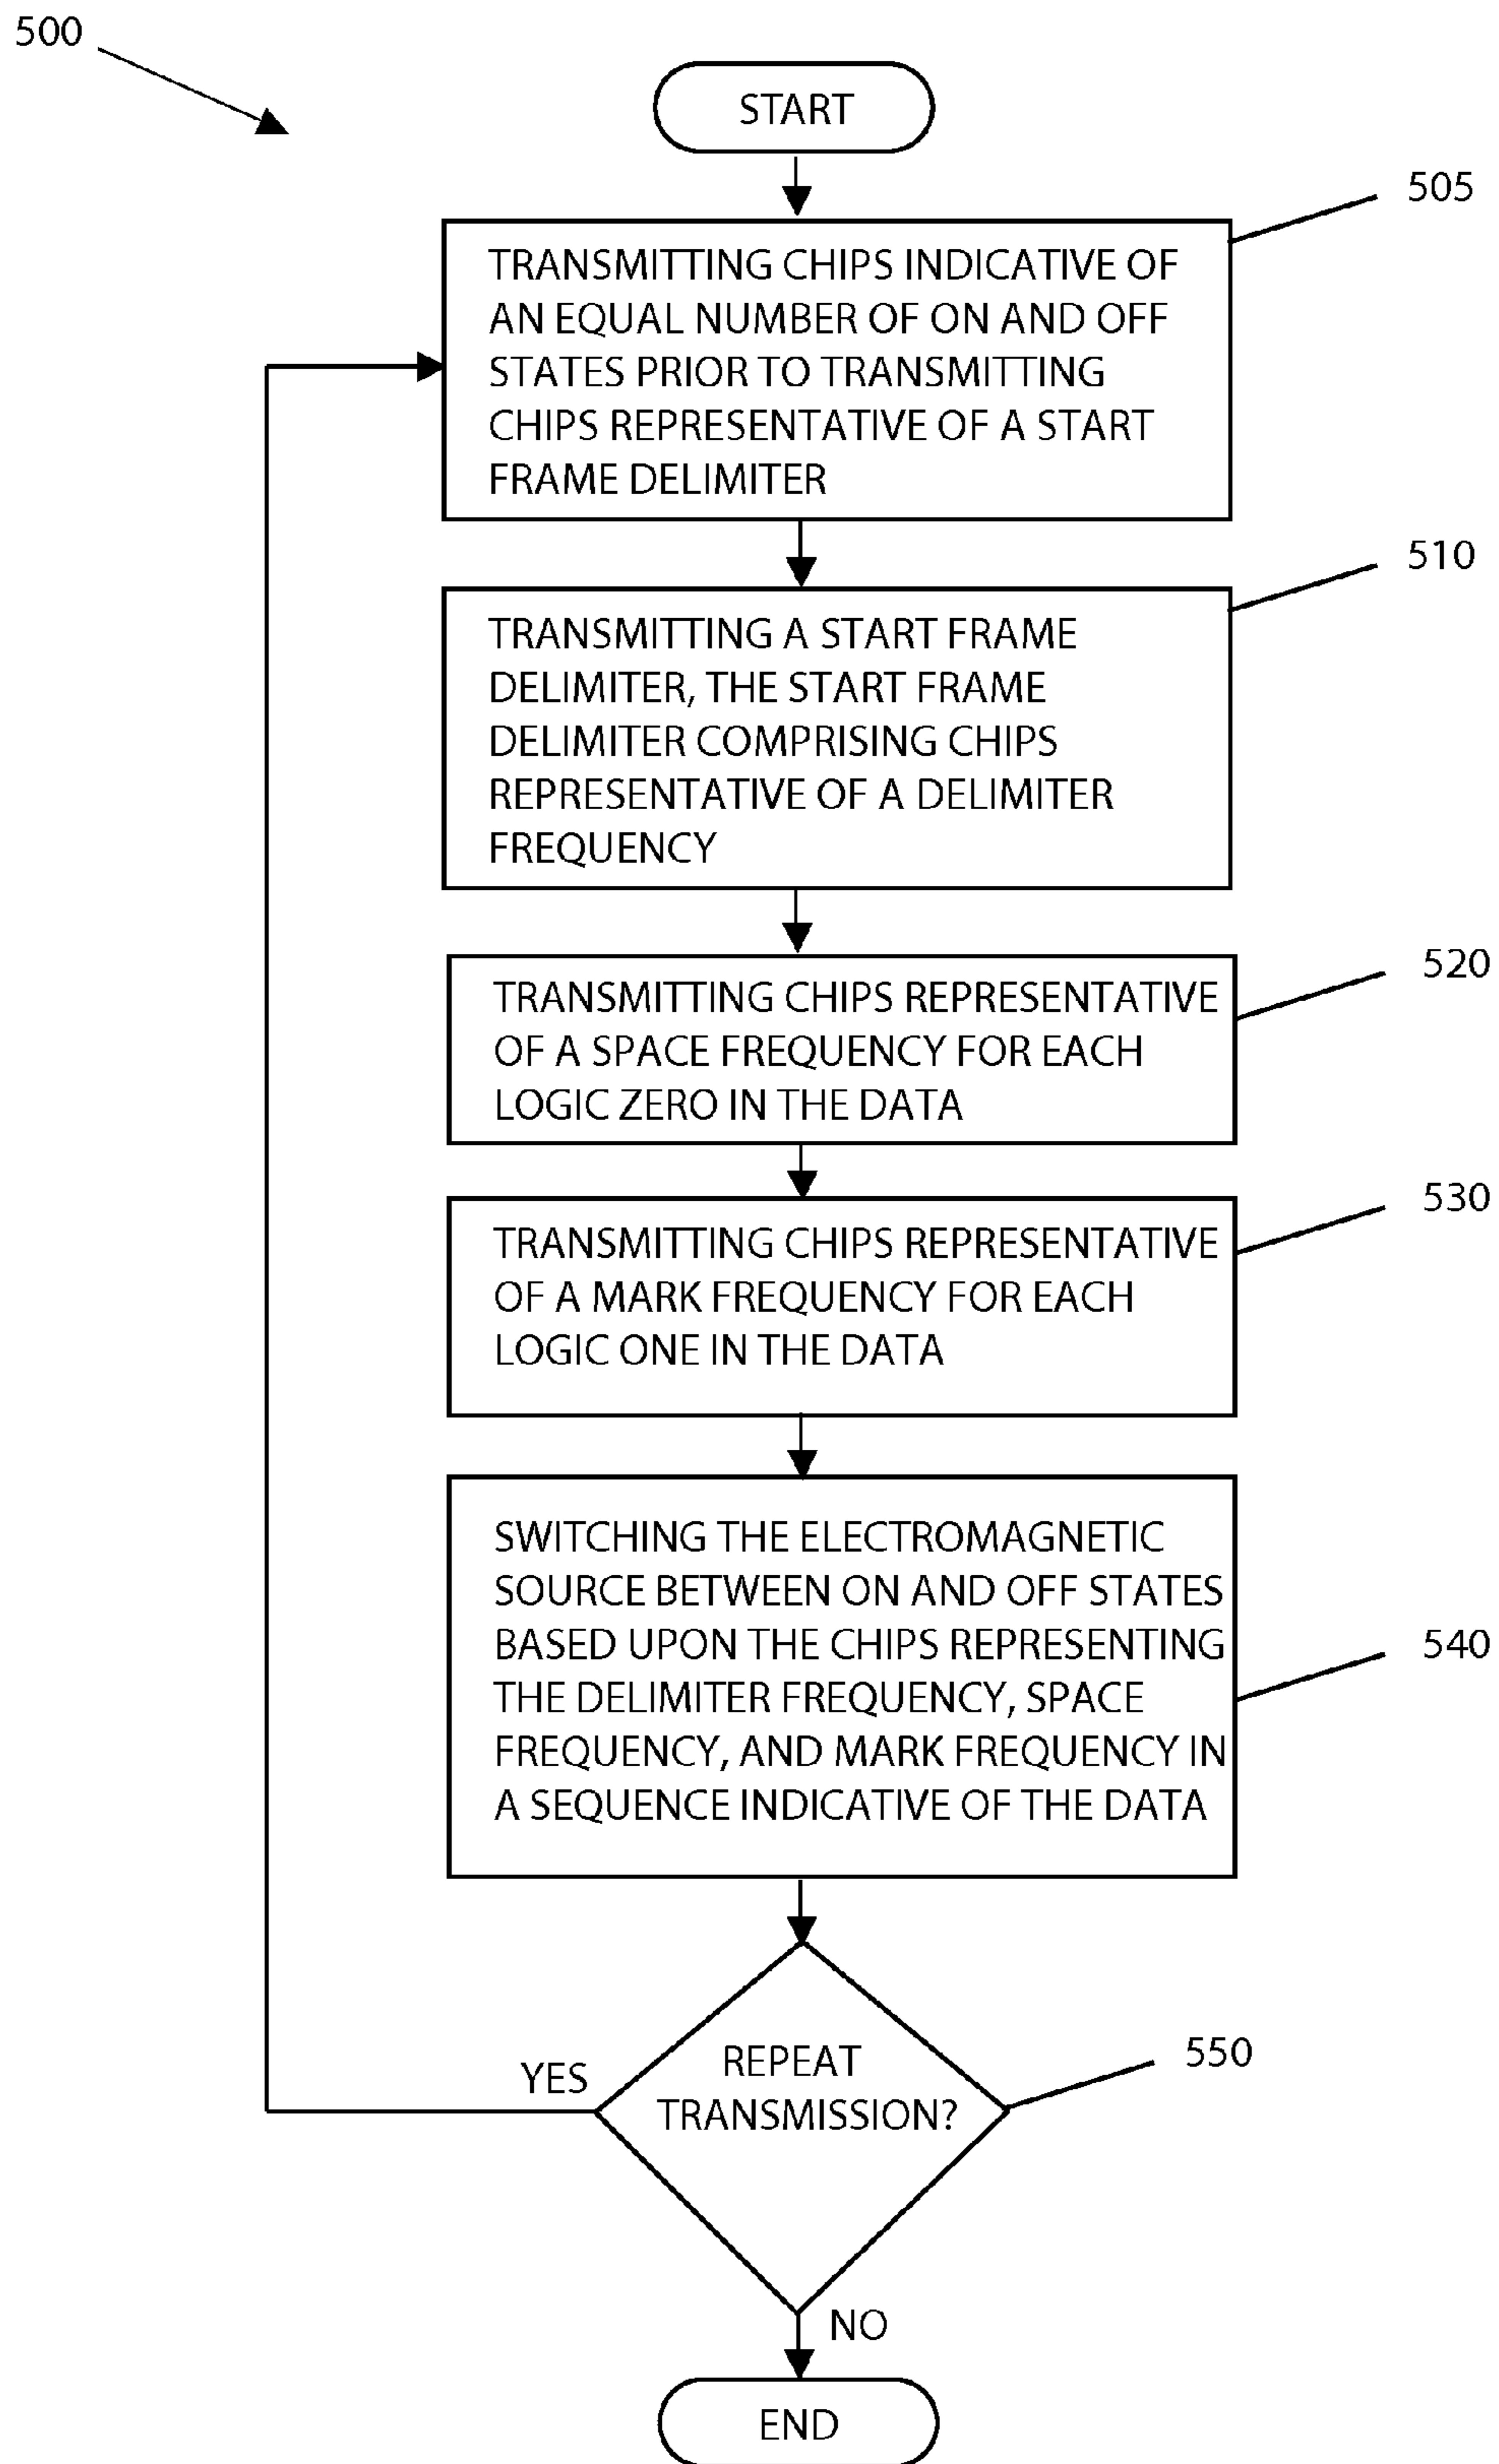 500
START
505
TRANSMITTING CHIPS INDICATIVE OF
AN EQUAL NUMBER OF ON AND OFF
STATES PRIOR TO TRANSMITTING
CHIPS REPRESENTATIVE OF A START
FRAME DELIMITER
510
TRANSMITTING A START FRAME
DELIMITER, THE START FRAME
DELIMITER COMPRISING CHIPS
REPRESENTATIVE OF A DELIMITER
FREQUENCY
520
TRANSMITTING CHIPS REPRESENTATIVE
OF A SPACE FREQUENCY FOR EACH
LOGIC ZERO IN THE DATA
530
TRANSMITTING CHIPS REPRESENTATIVE
OF A MARK FREQUENCY FOR EACH
LOGIC ONE IN THE DATA
SWITCHING THE ELECTROMAGNETIC
SOURCE BETWEEN ON AND OFF STATES
BASED UPON THE CHIPS REPRESENTING
THE DELIMITER FREQUENCY, SPACE
FREQUENCY, AND MARK FREQUENCY IN
A SEQUENCE INDICATIVE OF THE DATA
540
YES
REPEAT
TRANSMISSION?
550
NO
END